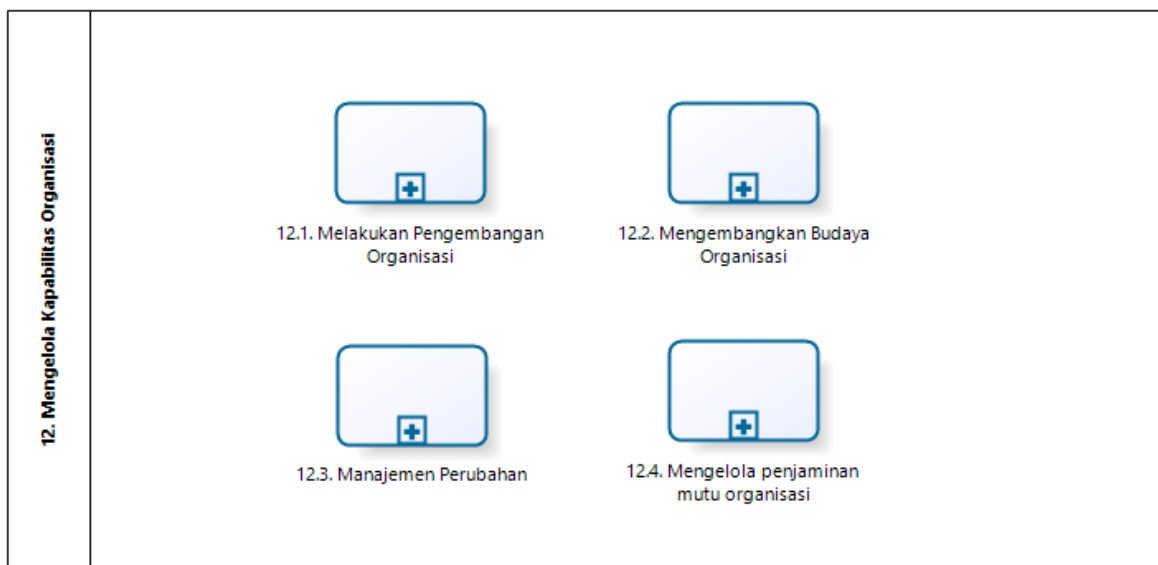 12. Mengelola Kapabilitas Organisasi
12.1. Melakukan Pengembangan
Organisasi
12.2. Mengembangkan Budaya
Organisasi
12.3. Manajemen Perubahan
12.4. Mengelola penjaminan
mutu organisasi